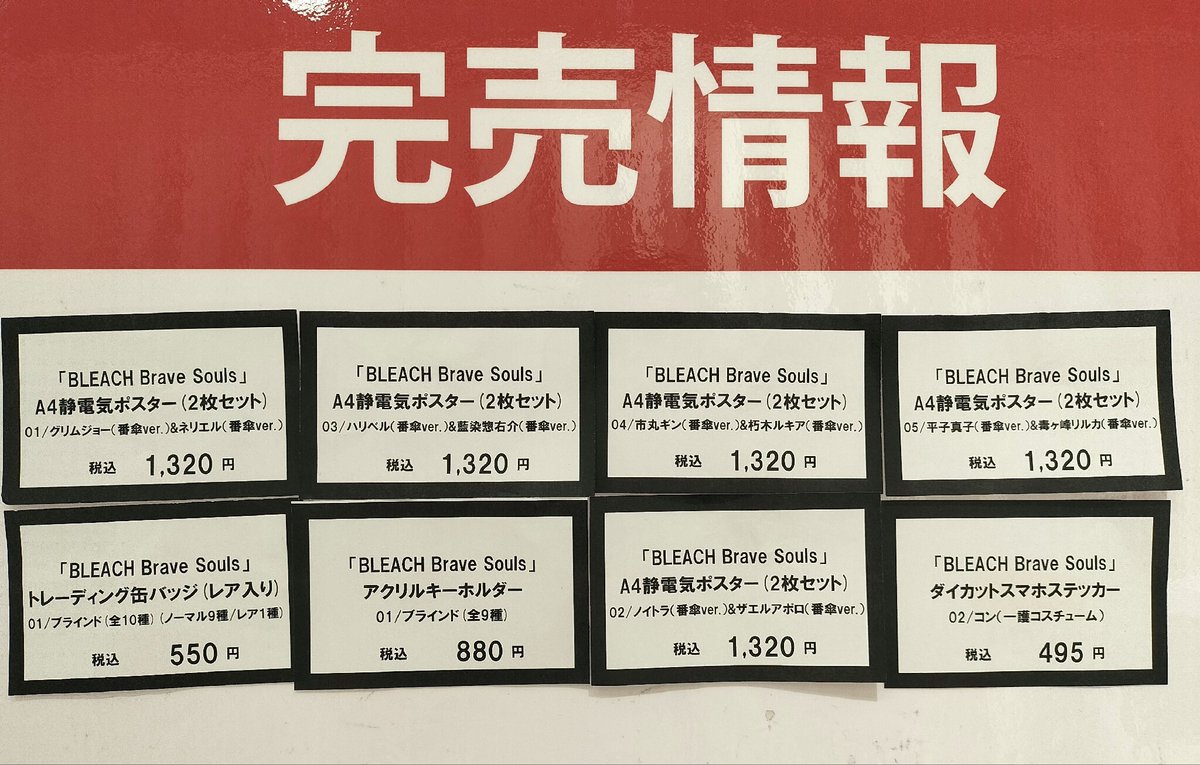 完売情報
「BLEACH Brave Souls」
A4静電気ポスター(2枚セット)
01/グリムジョー(番傘ver.)&ネリエル(番傘ver.)
税込 1,320 円
「BLEACH Brave Souls」
A4静電気ポスター(2枚セット)
03/ハリベル(番傘ver.)&藍染惣右介(番傘ver.)
税込 1,320 円
「BLEACH Brave Souls」
A4静電気ポスター(2枚セット)
04/市丸ギン(番傘ver.)&朽木ルキア(番傘ver.)
税込 1,320 円
「BLEACH Brave Souls」
A4静電気ポスター(2枚セット)
05/平子真子(番傘ver.)&毒ヶ峰リルカ(番傘ver.)
税込 1,320 円
「BLEACH Brave Souls」
トレーディング缶バッジ(レア入り)
01/ブラインド(全10種)(ノーマル9種/レア1種)
税込 550 円
「BLEACH Brave Souls」
アクリルキーホルダー
01/ブラインド(全9種)
税込 880 円
「BLEACH Brave Souls」
A4静電気ポスター(2枚セット)
02/ノイトラ(番傘ver.)&ザエルアポロ(番傘ver.)
税込 1,320 円
「BLEACH Brave Souls」
ダイカットスマホステッカー
02/コン(一護コスチューム)
税込 495 円